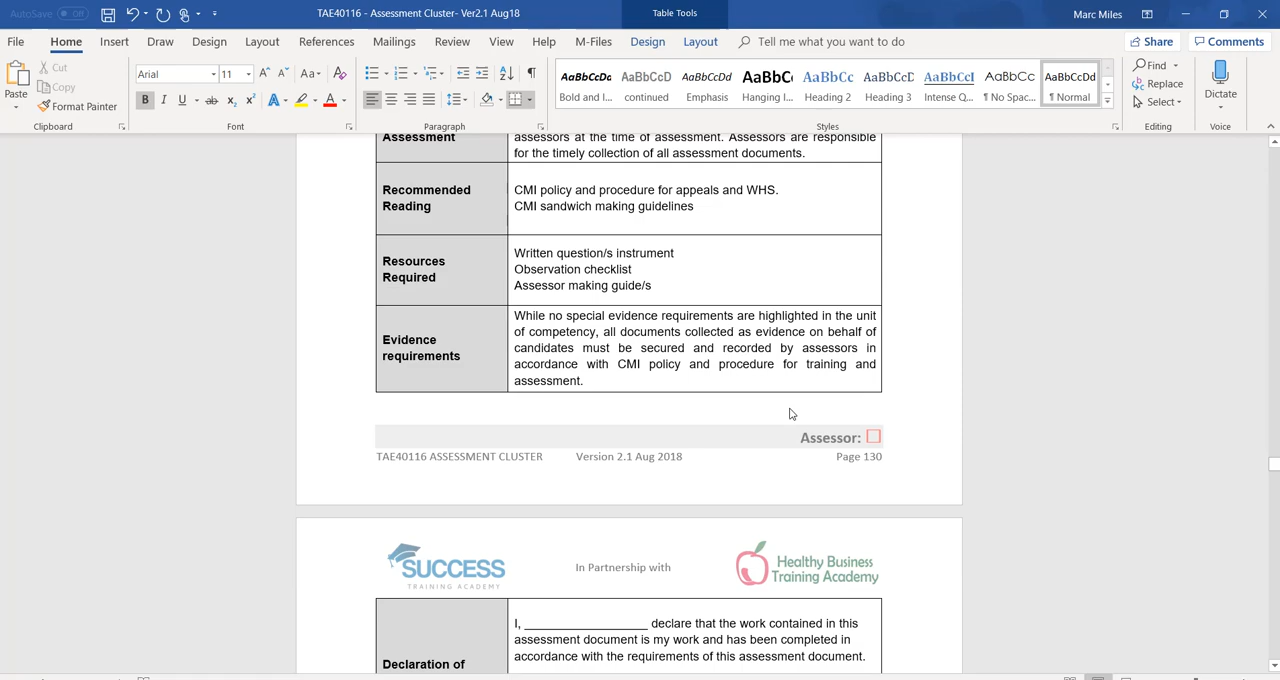 AutoSave Off
TAE40116 - Assessment Cluster- Ver2.1 Aug18
Table Tools
Marc Miles
File Home Insert Draw Design Layout References Mailings Review View Help M-Files Design Layout Tell me what you want to do Share Comments
Paste Cut Copy Format Painter
Clipboard
Arial 11
Font
Paragraph
AaBbCcDc AaBbCcD AaBbCcDd AaBbC AaBbCc AaBbCcD AaBbCcI AaBbCc AaBbCcDd
Bold and I... continued Emphasis Hanging I... Heading 2 Heading 3 Intense Q... ¶ No Spac... ¶ Normal
Styles
Find
Replace
Select
Editing
Dictate
Voice
Assessment
assessors at the time of assessment. Assessors are responsible
for the timely collection of all assessment documents.
Recommended
Reading
CMI policy and procedure for appeals and WHS.
CMI sandwich making guidelines
Resources
Required
Written question/s instrument
Observation checklist
Assessor making guide/s
Evidence
requirements
While no special evidence requirements are highlighted in the unit
of competency, all documents collected as evidence on behalf of
candidates must be secured and recorded by assessors in
accordance with CMI policy and procedure for training and
assessment.
Assessor:
TAE40116 ASSESSMENT CLUSTER Version 2.1 Aug 2018 Page 130
SUCCESS
TRAINING ACADEMY
In Partnership with
Healthy Business
Training Academy
Declaration of
I, ____________________ declare that the work contained in this
assessment document is my work and has been completed in
accordance with the requirements of this assessment document.